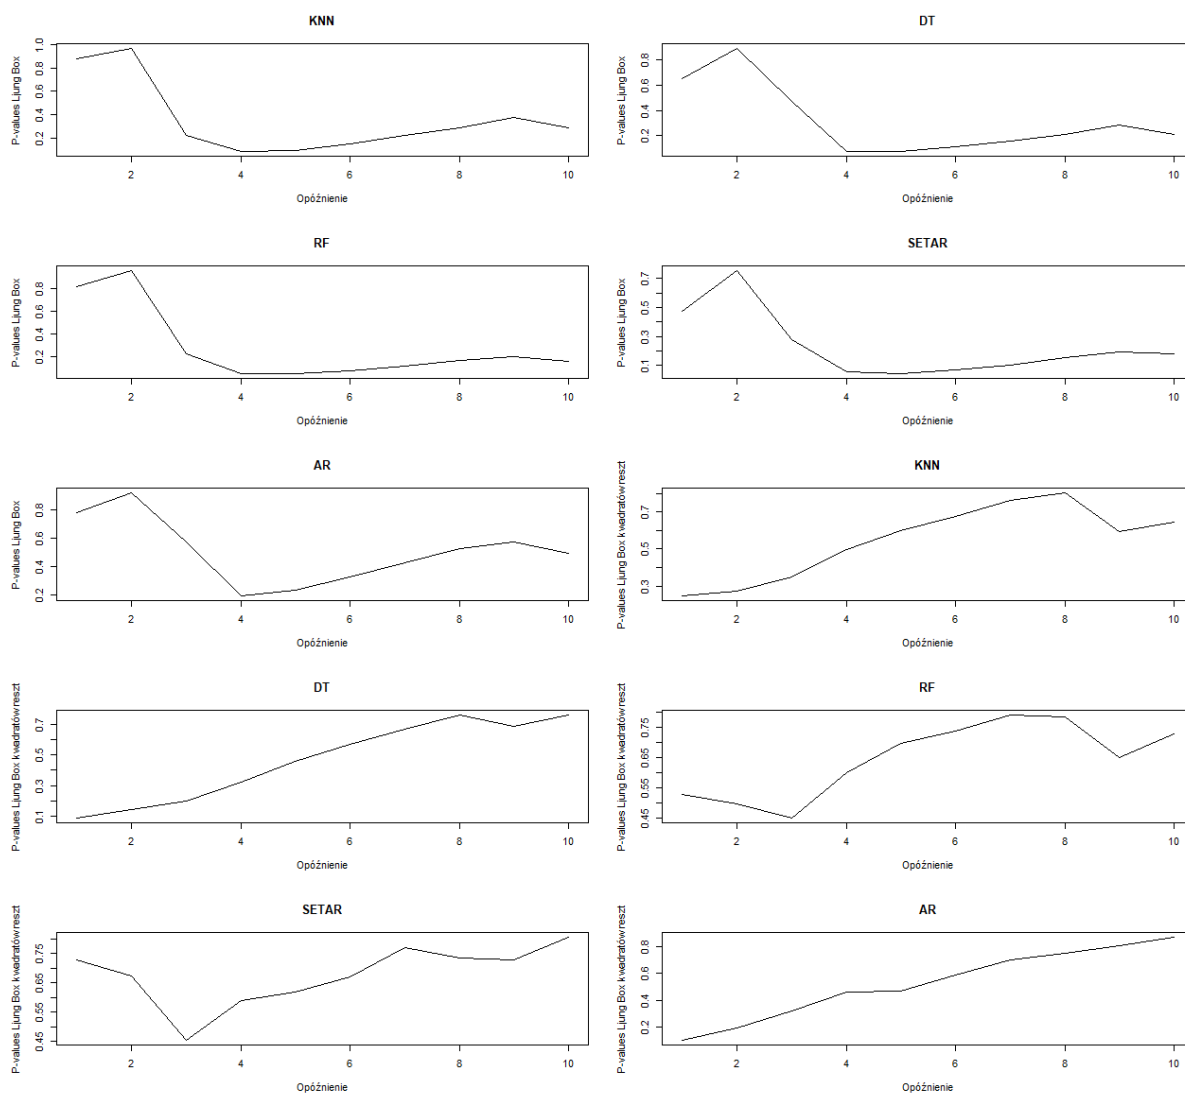 KNN
P-values Ljung Box
0.2 0.4 0.6 0.8 1.0
2 4 6 8 10
Opóźnienie
DT
P-values Ljung Box
0.2 0.4 0.6 0.8
2 4 6 8 10
Opóźnienie
RF
P-values Ljung Box
0.2 0.4 0.6 0.8
2 4 6 8 10
Opóźnienie
SETAR
P-values Ljung Box
0.1 0.3 0.5 0.7
2 4 6 8 10
Opóźnienie
AR
P-values Ljung Box
0.2 0.4 0.6 0.8
2 4 6 8 10
Opóźnienie
KNN
P-values Ljung Box kwadratów reszt
0.3 0.5 0.7
2 4 6 8 10
Opóźnienie
DT
P-values Ljung Box kwadratów reszt
0.1 0.3 0.5 0.7
2 4 6 8 10
Opóźnienie
RF
P-values Ljung Box kwadratów reszt
0.45 0.55 0.65 0.75
2 4 6 8 10
Opóźnienie
SETAR
P-values Ljung Box kwadratów reszt
0.45 0.55 0.65 0.75
2 4 6 8 10
Opóźnienie
AR
P-values Ljung Box kwadratów reszt
0.2 0.4 0.6 0.8
2 4 6 8 10
Opóźnienie